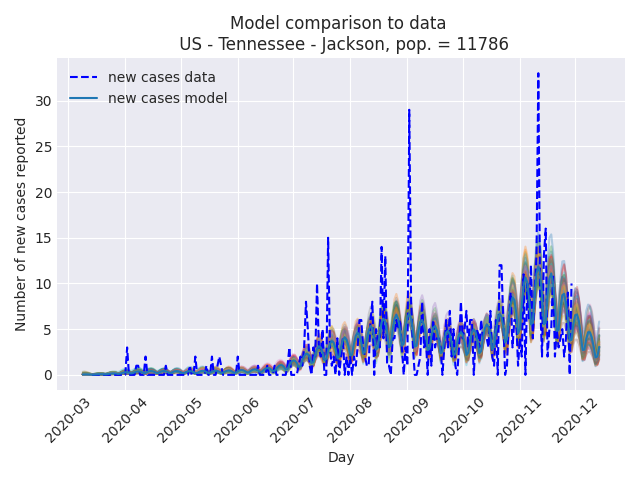 Model comparison to data
US - Tennessee - Jackson, pop. = 11786
new cases data
new cases model
Number of new cases reported
30
25
20
15
10
5
0
2020-03
2020-04
2020-05
2020-06
2020-07
2020-08
2020-09
2020-10
2020-11
2020-12
Day